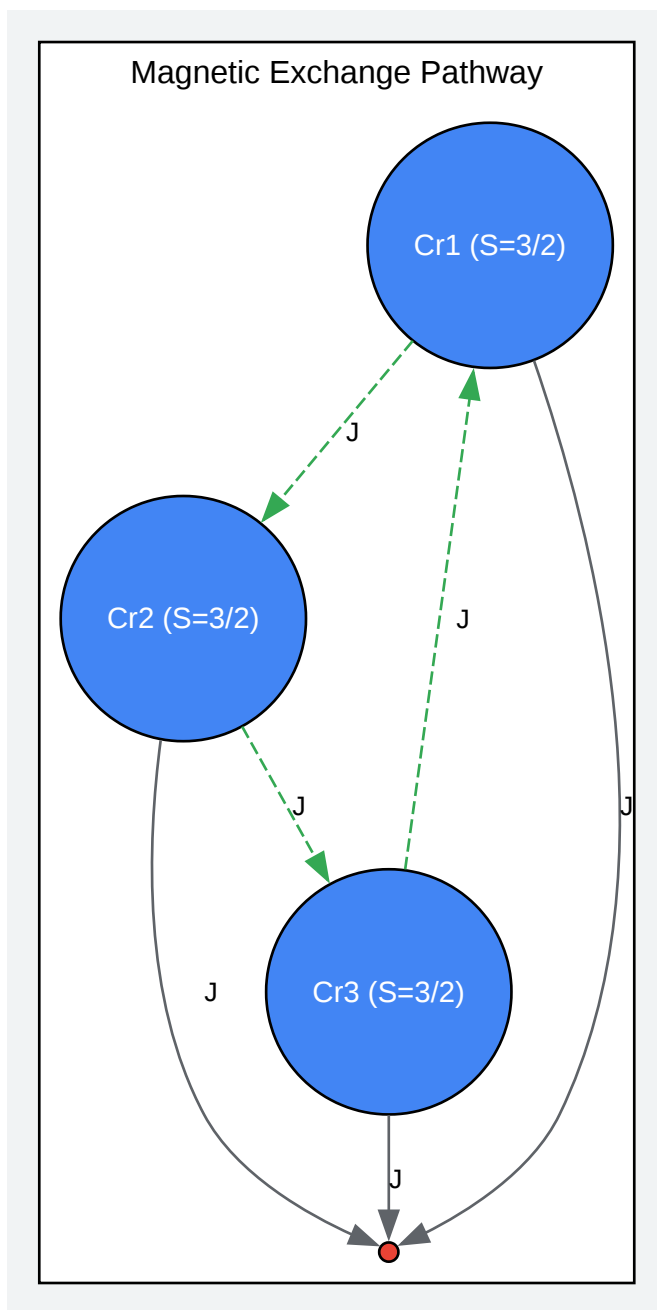 Magnetic Exchange Pathway
Cr1 (S=3/2)
J
Cr2 (S=3/2)
J
J
J
Cr3 (S=3/2)
J
J